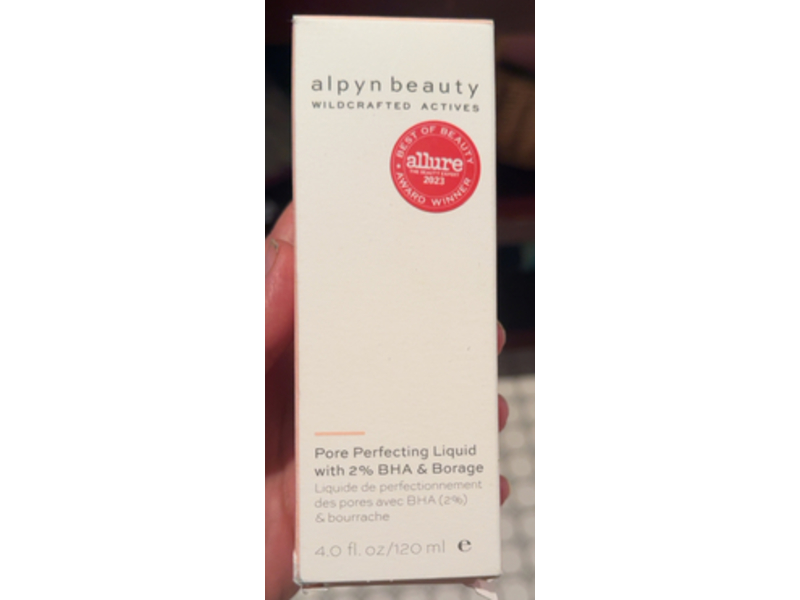 alpyn beauty
WILDCRAFTED ACTIVES
BEST OF BEAUTY
allure
THE BEAUTY EXPERT
2023
AWARD WINNER
Pore Perfecting Liquid
with 2% BHA & Borage
Liquide de perfectionnement
des pores avec BHA (2%)
& bourrache
4.0 fl. oz/120 ml e